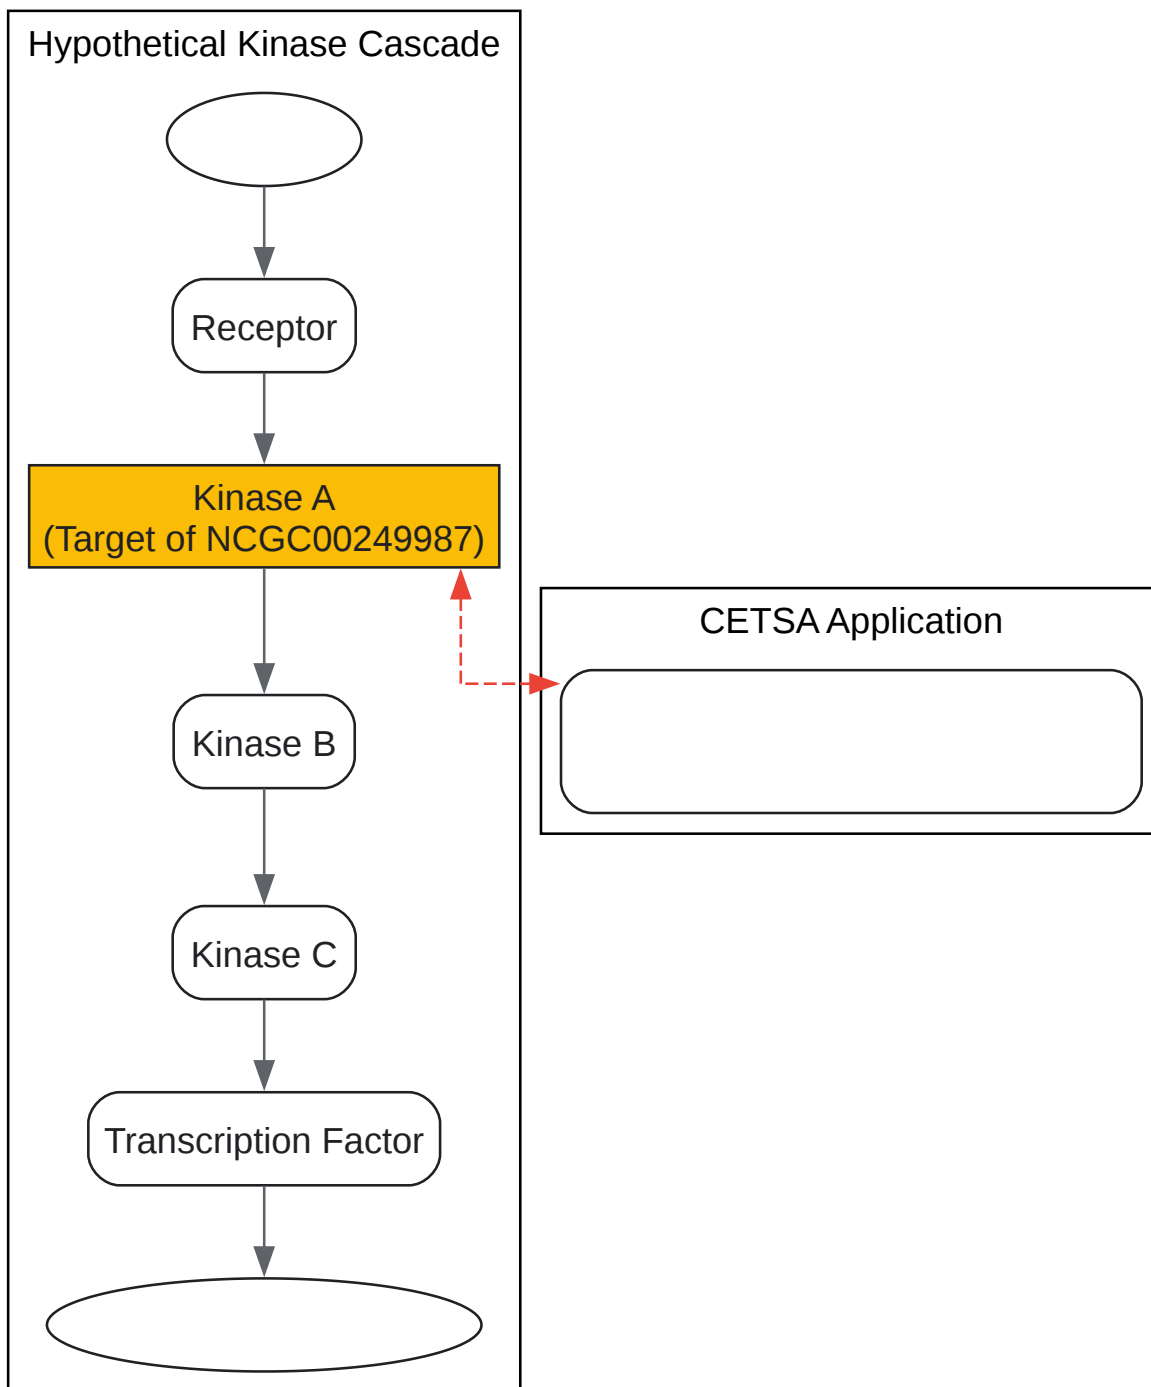 Hypothetical Kinase Cascade
Receptor
Kinase A
(Target of NCGC00249987)
CETSA Application
Kinase B
Kinase C
Transcription Factor